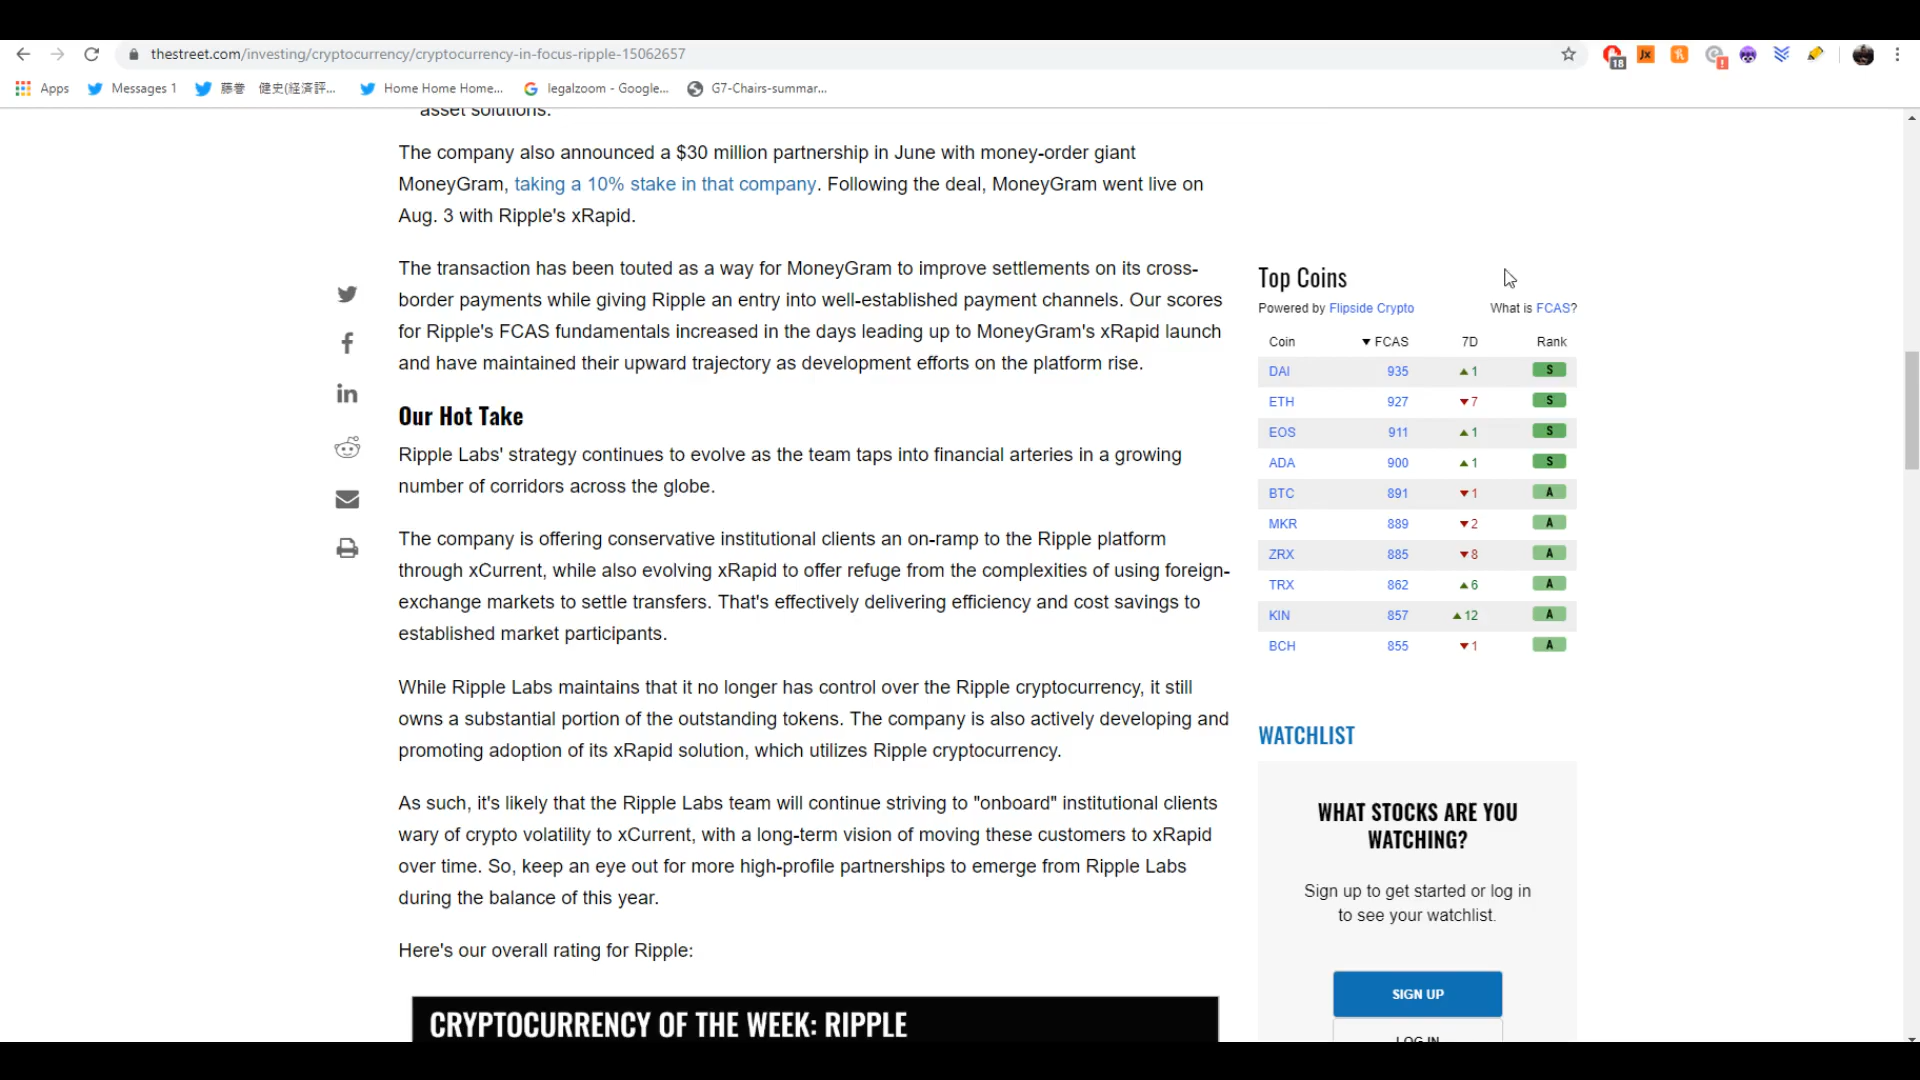 thestreet.com/investing/cryptocurrency/cryptocurrency-in-focus-ripple-15062657
18
Jx
Apps
Messages 1
藤巻 健史(経済評...
Home Home Home...
legalzoom - Google...
G7-Chairs-summar...
asset solutions.
The company also announced a $30 million partnership in June with money-order giant
MoneyGram, taking a 10% stake in that company. Following the deal, MoneyGram went live on
Aug. 3 with Ripple's xRapid.
The transaction has been touted as a way for MoneyGram to improve settlements on its cross-
border payments while giving Ripple an entry into well-established payment channels. Our scores
for Ripple's FCAS fundamentals increased in the days leading up to MoneyGram's xRapid launch
and have maintained their upward trajectory as development efforts on the platform rise.
Our Hot Take
Ripple Labs' strategy continues to evolve as the team taps into financial arteries in a growing
number of corridors across the globe.
The company is offering conservative institutional clients an on-ramp to the Ripple platform
through xCurrent, while also evolving xRapid to offer refuge from the complexities of using foreign-
exchange markets to settle transfers. That's effectively delivering efficiency and cost savings to
established market participants.
While Ripple Labs maintains that it no longer has control over the Ripple cryptocurrency, it still
owns a substantial portion of the outstanding tokens. The company is also actively developing and
promoting adoption of its xRapid solution, which utilizes Ripple cryptocurrency.
As such, it's likely that the Ripple Labs team will continue striving to "onboard" institutional clients
wary of crypto volatility to xCurrent, with a long-term vision of moving these customers to xRapid
over time. So, keep an eye out for more high-profile partnerships to emerge from Ripple Labs
during the balance of this year.
Here's our overall rating for Ripple:
CRYPTOCURRENCY OF THE WEEK: RIPPLE
Top Coins
Powered by Flipside Crypto What is FCAS?
Coin ▼ FCAS 7D Rank
DAI 935 ▲1 S
ETH 927 ▼7 S
EOS 911 ▲1 S
ADA 900 ▲1 S
BTC 891 ▼1 A
MKR 889 ▼2 A
ZRX 885 ▼8 A
TRX 862 ▲6 A
KIN 857 ▲12 A
BCH 855 ▼1 A
WATCHLIST
WHAT STOCKS ARE YOU
WATCHING?
Sign up to get started or log in
to see your watchlist.
SIGN UP
LOG IN